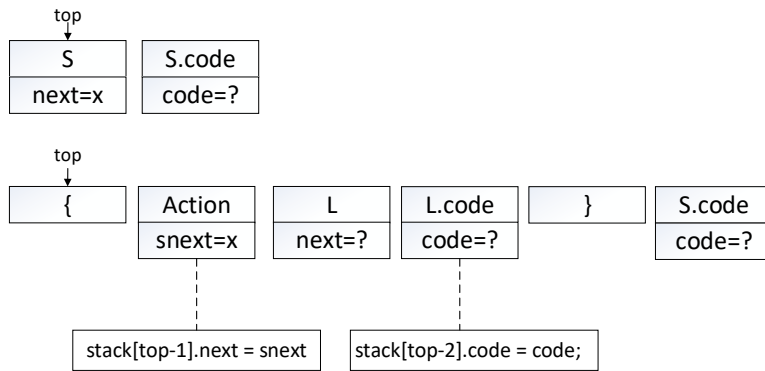 top
S S.code
next=x code=?
top
{ Action L L.code } S.code
snext=x next=? code=? code=?
stack[top-1].next = snext stack[top-2].code = code;